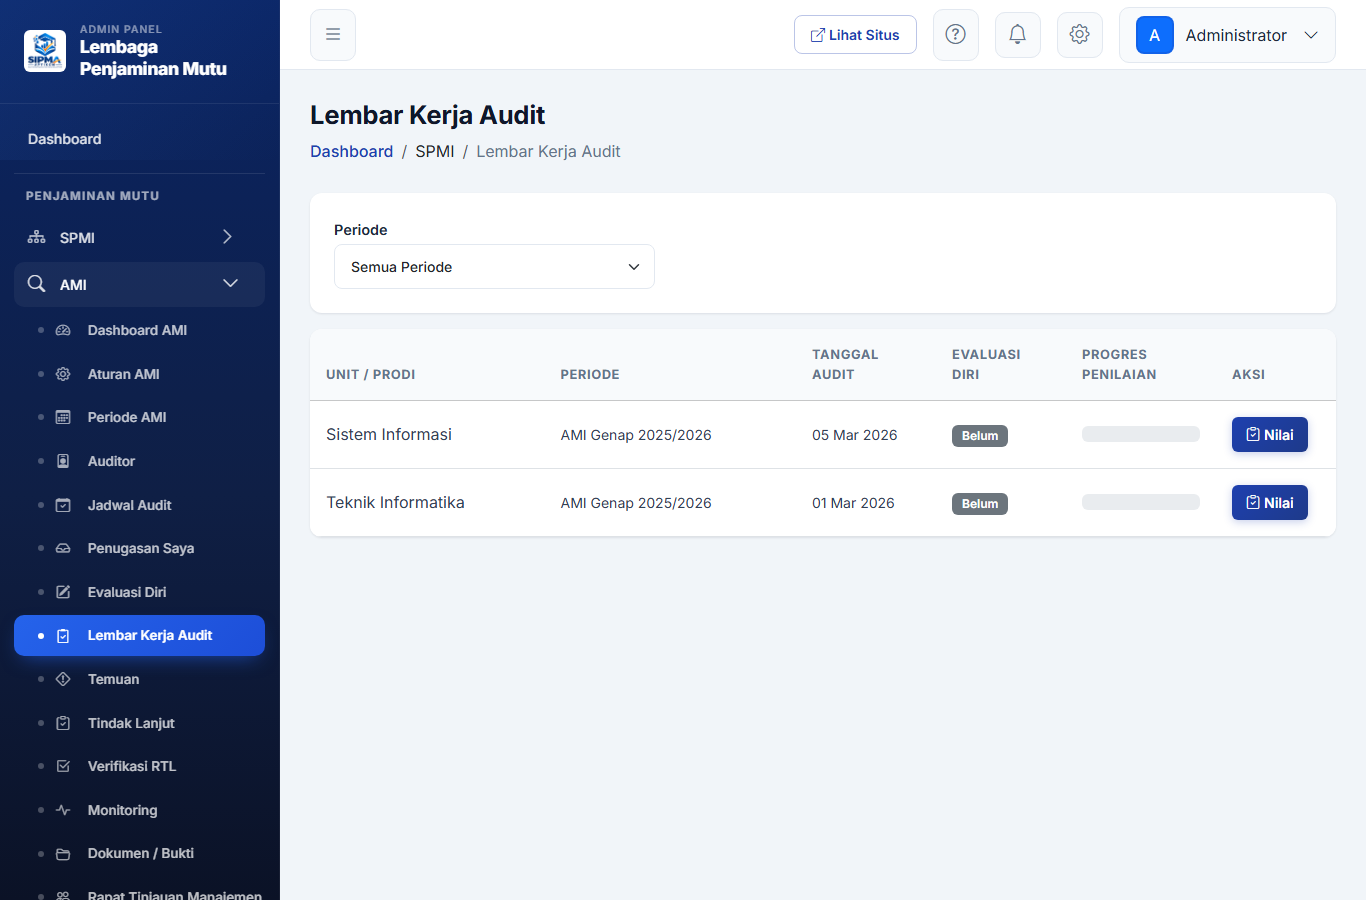 ADMIN PANEL
Lembaga
Penjaminan Mutu
SIPMA
Dashboard
PENJAMINAN MUTU
SPMI
AMI
Dashboard AMI
Aturan AMI
Periode AMI
Auditor
Jadwal Audit
Penugasan Saya
Evaluasi Diri
Lembar Kerja Audit
Temuan
Tindak Lanjut
Verifikasi RTL
Monitoring
Dokumen / Bukti
Rapat Tinjauan Manajemen
Lihat Situs
A
Administrator
Lembar Kerja Audit
Dashboard / SPMI / Lembar Kerja Audit
Periode
Semua Periode
UNIT / PRODI PERIODE TANGGAL AUDIT EVALUASI DIRI PROGRES PENILAIAN AKSI
Sistem Informasi AMI Genap 2025/2026 05 Mar 2026 Belum Nilai
Teknik Informatika AMI Genap 2025/2026 01 Mar 2026 Belum Nilai